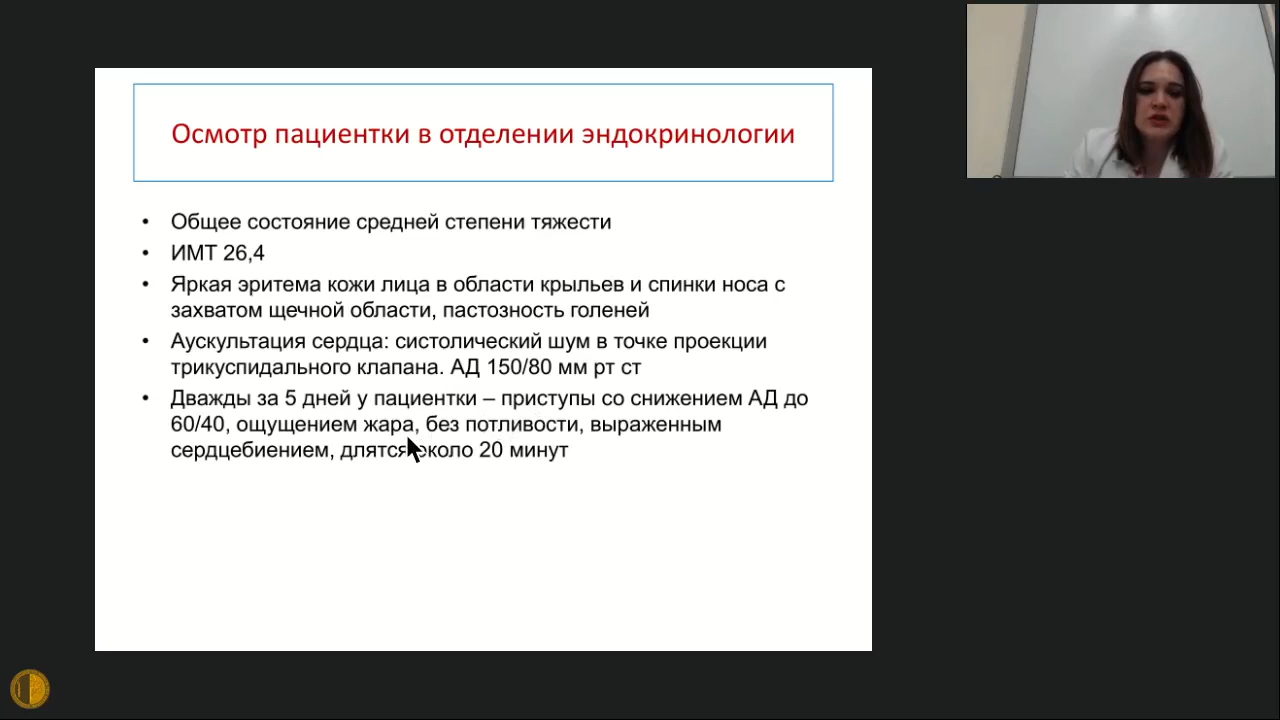 Осмотр пациентки в отделении эндокринологии
• Общее состояние средней степени тяжести
• ИМТ 26,4
• Яркая эритема кожи лица в области крыльев и спинки носа с
захватом щечной области, пастозность голеней
• Аускультация сердца: систолический шум в точке проекции
трикуспидального клапана. АД 150/80 мм рт ст
• Дважды за 5 дней у пациентки – приступы со снижением АД до
60/40, ощущением жара, без потливости, выраженным
сердцебиением, длятся около 20 минут